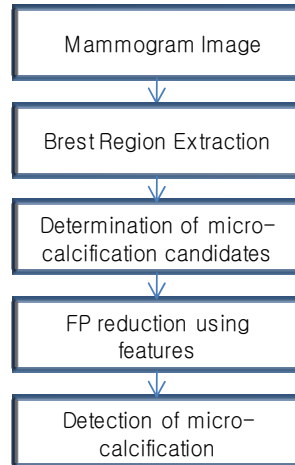 Mammogram Image
Brest Region Extraction
Determination of micro-
calcification candidates
FP reduction using
features
Detection of micro-
calcification